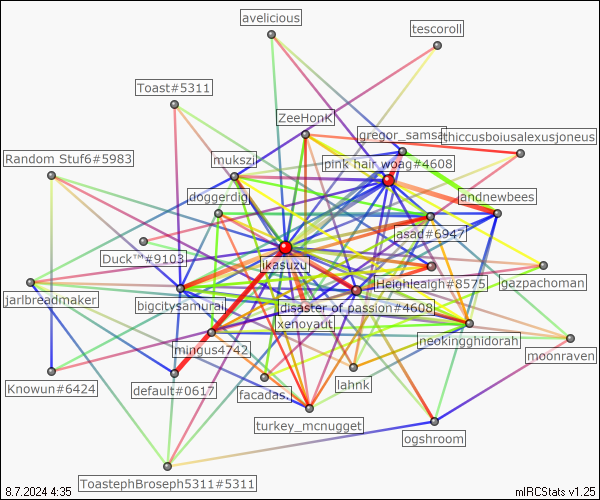 avelicious
tescoroll
Toast#5311
ZeeHonK
gregor_samsa
thiccusboiusalexusjoneus
Random Stuf6#5983
mukszi
pink hair woag#4608
doggerdig
andnewbees
asad#6947
Duck™#9103
ikasuzu
Heighleaigh#8575
gazpachoman
jarlbreadmaker
bigcitysamurai
disaster of passion#4608
xenoyaut
neokingghidorah
mingus4742
moonraven
Knowun#6424
default#0617
facadas.
lahnk
turkey_mcnugget
ogshroom
ToastephBroseph5311#5311
8.7.2024 4:35
mIRCStats v1.25